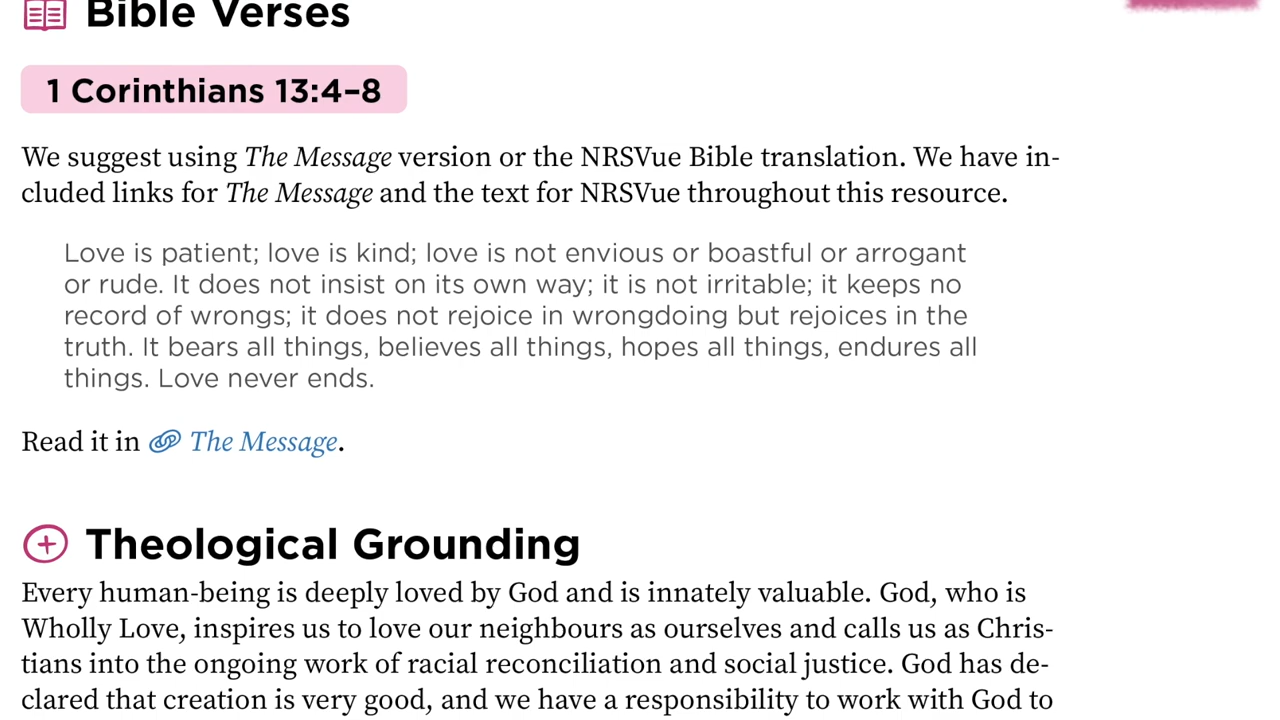 Bible Verses
1 Corinthians 13:4–8
We suggest using The Message version or the NRSVue Bible translation. We have in-
cluded links for The Message and the text for NRSVue throughout this resource.
Love is patient; love is kind; love is not envious or boastful or arrogant
or rude. It does not insist on its own way; it is not irritable; it keeps no
record of wrongs; it does not rejoice in wrongdoing but rejoices in the
truth. It bears all things, believes all things, hopes all things, endures all
things. Love never ends.
Read it in The Message.
Theological Grounding
Every human-being is deeply loved by God and is innately valuable. God, who is
Wholly Love, inspires us to love our neighbours as ourselves and calls us as Chris-
tians into the ongoing work of racial reconciliation and social justice. God has de-
clared that creation is very good, and we have a responsibility to work with God to